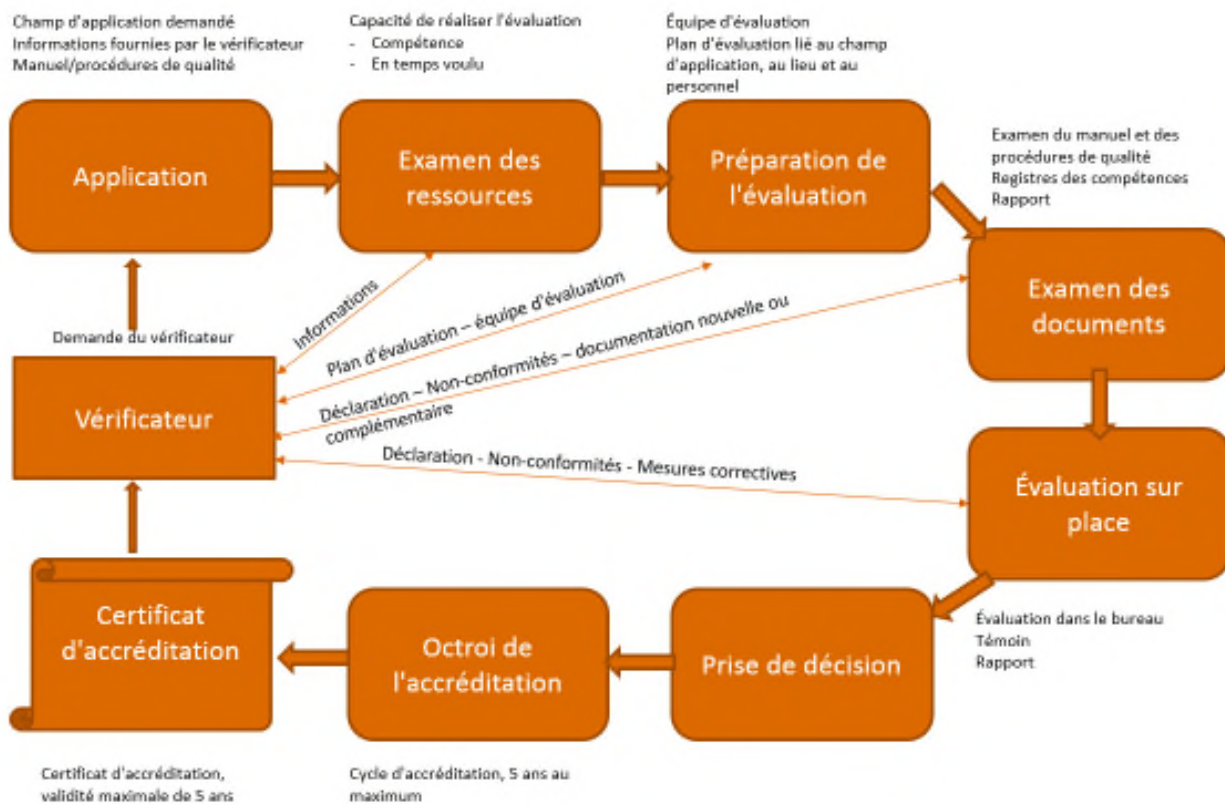 Champ d'application demandé
Informations fournies par le vérificateur
Manuel/procédures de qualité
Capacité de réaliser l'évaluation
- Compétence
- En temps voulu
Équipe d'évaluation
Plan d'évaluation lié au champ
d'application, au lieu et au
personnel
Application
Examen des
ressources
Préparation de
l'évaluation
Examen du manuel et des
procédures de qualité
Registres des compétences
Rapport
Examen des
documents
Informations
Plan d'évaluation – équipe d'évaluation
Déclaration – Non-conformités – documentation nouvelle ou
complémentaire
Déclaration - Non-conformités - Mesures correctives
Demande du vérificateur
Vérificateur
Évaluation sur
place
Évaluation dans le bureau
Témoin
Rapport
Certificat
d'accréditation
Octroi de
l'accréditation
Prise de décision
Certificat d'accréditation,
validité maximale de 5 ans
Cycle d'accréditation, 5 ans au
maximum